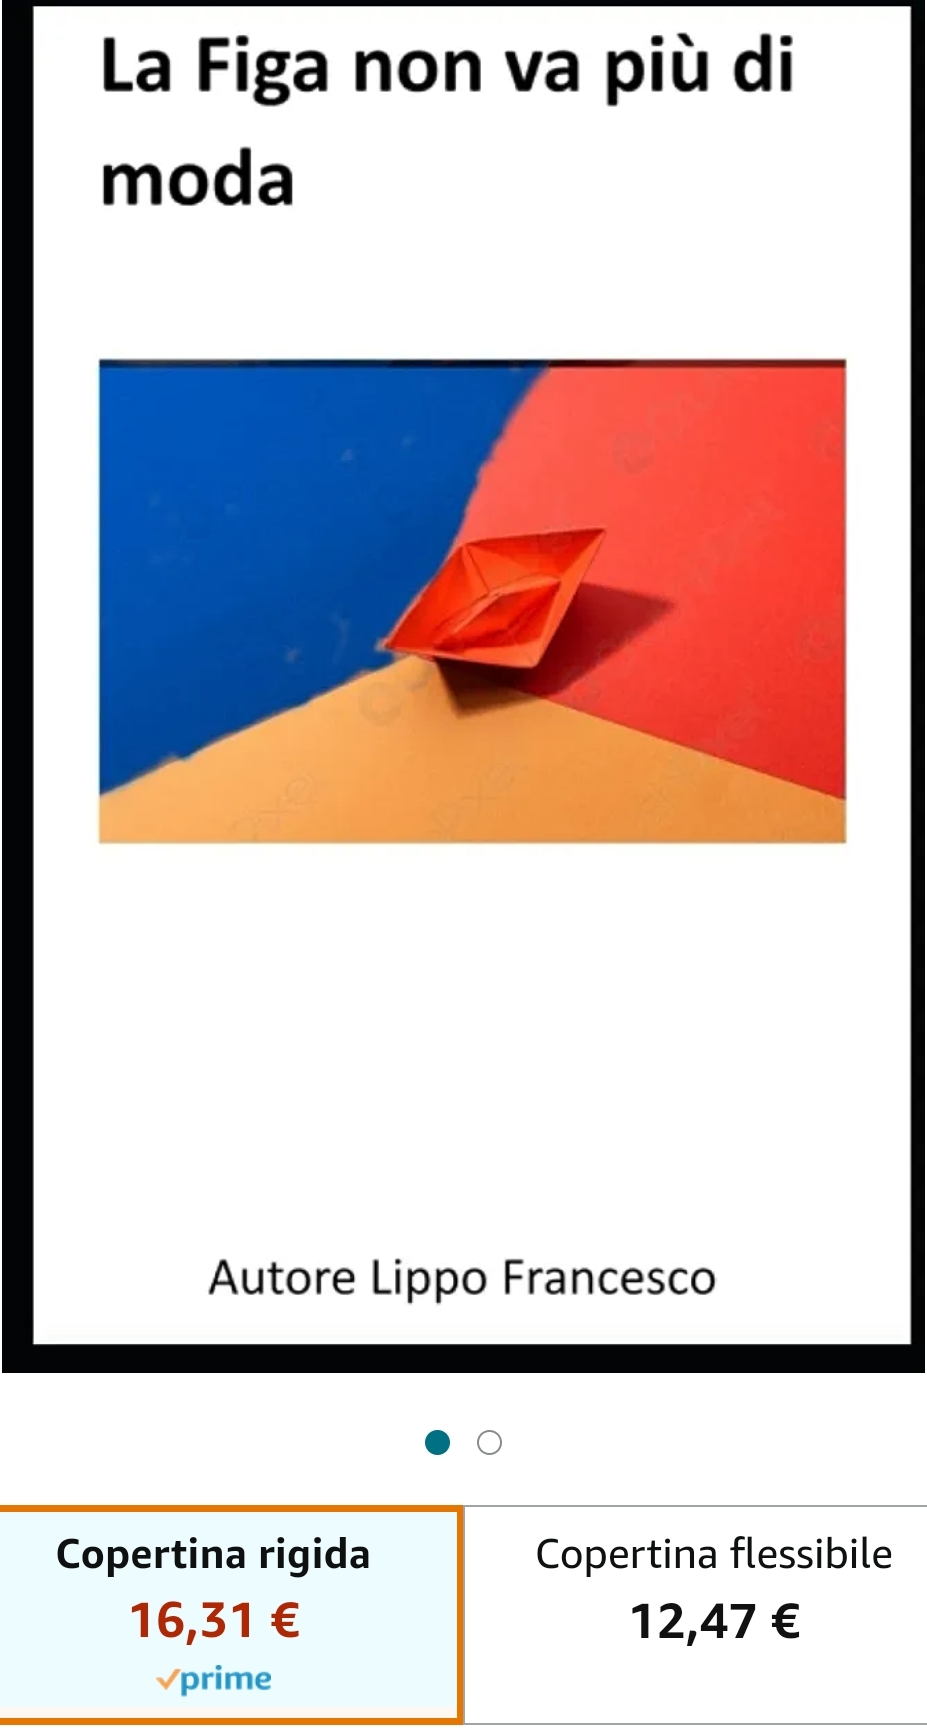 La Figa non va più di
moda
Autore Lippo Francesco
Copertina rigida
16,31 €
prime
Copertina flessibile
12,47 €